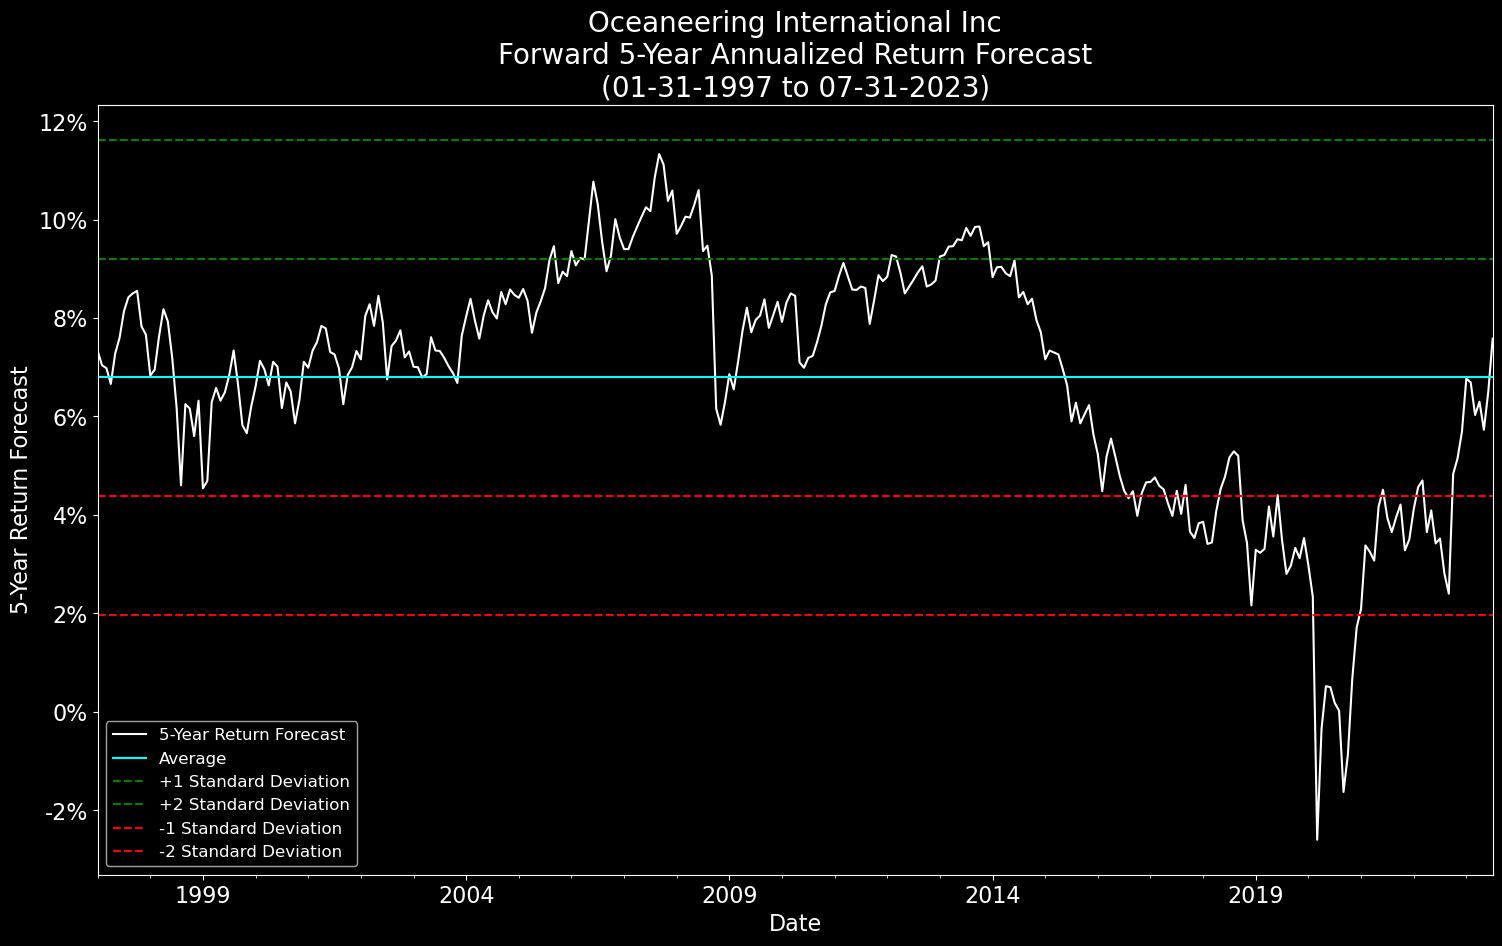 Oceaneering International Inc
Forward 5-Year Annualized Return Forecast
(01-31-1997 to 07-31-2023)
5-Year Return Forecast
12%
10%
8%
6%
4%
2%
0%
-2%
5-Year Return Forecast
Average
+1 Standard Deviation
+2 Standard Deviation
-1 Standard Deviation
-2 Standard Deviation
1999
2004
2009
2014
2019
Date